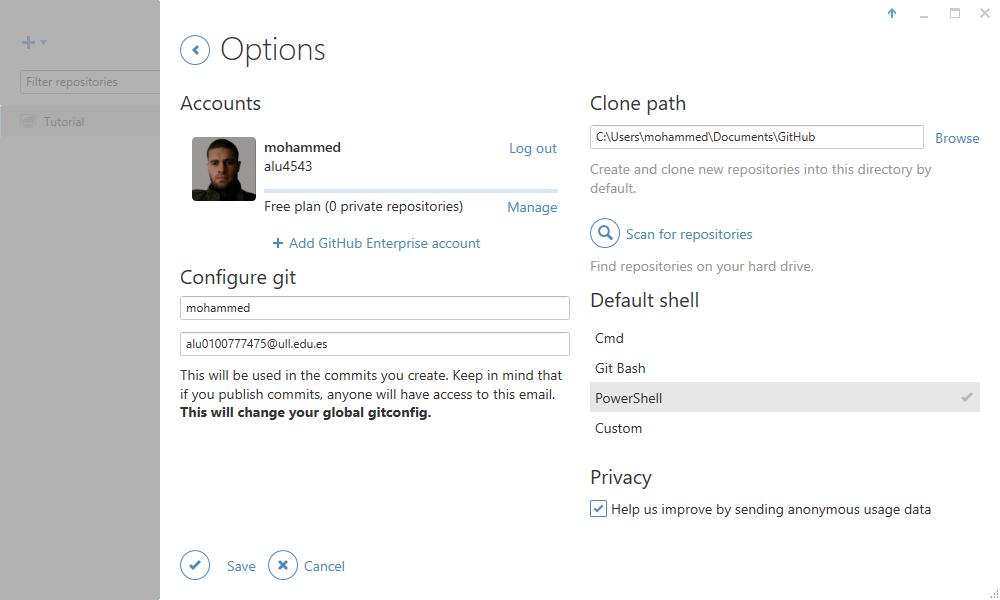 Filter repositories
Tutorial
Options
Accounts
mohammed
alu4543
Log out
Free plan (0 private repositories)
Manage
Add GitHub Enterprise account
Configure git
mohammed
alu0100777475@ull.edu.es
This will be used in the commits you create. Keep in mind that
if you publish commits, anyone will have access to this email.
This will change your global gitconfig.
Save
Cancel
Clone path
C:\Users\mohammed\Documents\GitHub
Browse
Create and clone new repositories into this directory by
default.
Scan for repositories
Find repositories on your hard drive.
Default shell
Cmd
Git Bash
PowerShell
Custom
Privacy
Help us improve by sending anonymous usage data